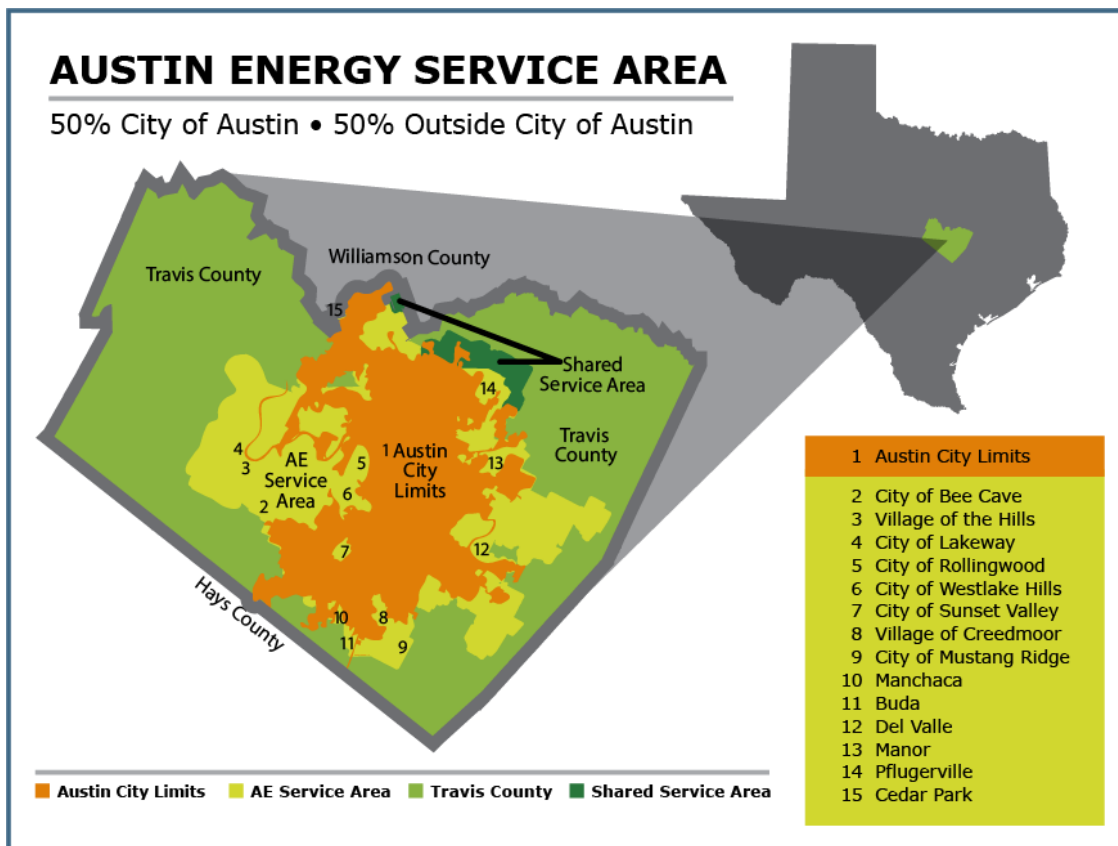 AUSTIN ENERGY SERVICE AREA
50% City of Austin • 50% Outside City of Austin
Williamson County
Travis County
15
Shared
Service Area
14
Travis
County
4
3
AE
Service
Area
2
5
6
1 Austin
City
Limits
13
7
12
Hays County
10
8
11
9
1 Austin City Limits
2 City of Bee Cave
3 Village of the Hills
4 City of Lakeway
5 City of Rollingwood
6 City of Westlake Hills
7 City of Sunset Valley
8 Village of Creedmoor
9 City of Mustang Ridge
10 Manchaca
11 Buda
12 Del Valle
13 Manor
14 Pflugerville
15 Cedar Park
Austin City Limits AE Service Area Travis County Shared Service Area